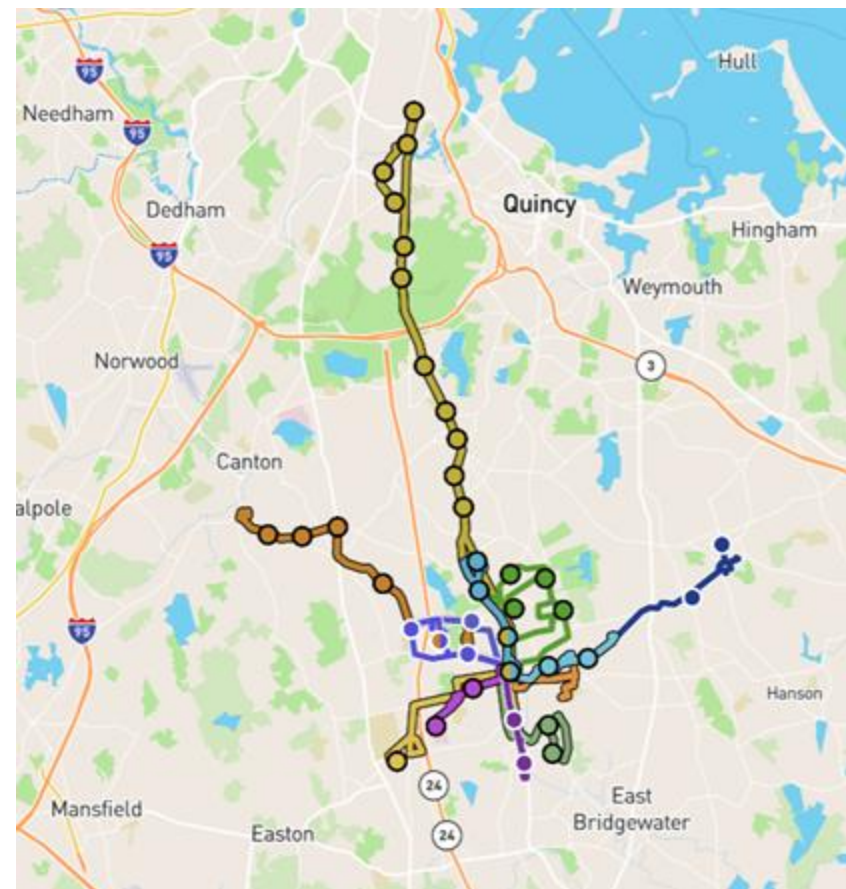 Hull
95
Needham
95
Dedham
Quincy
Hingham
95
Weymouth
Norwood
3
Canton
alpole
95
Hanson
24
Mansfield
East
Bridgewater
Easton
24